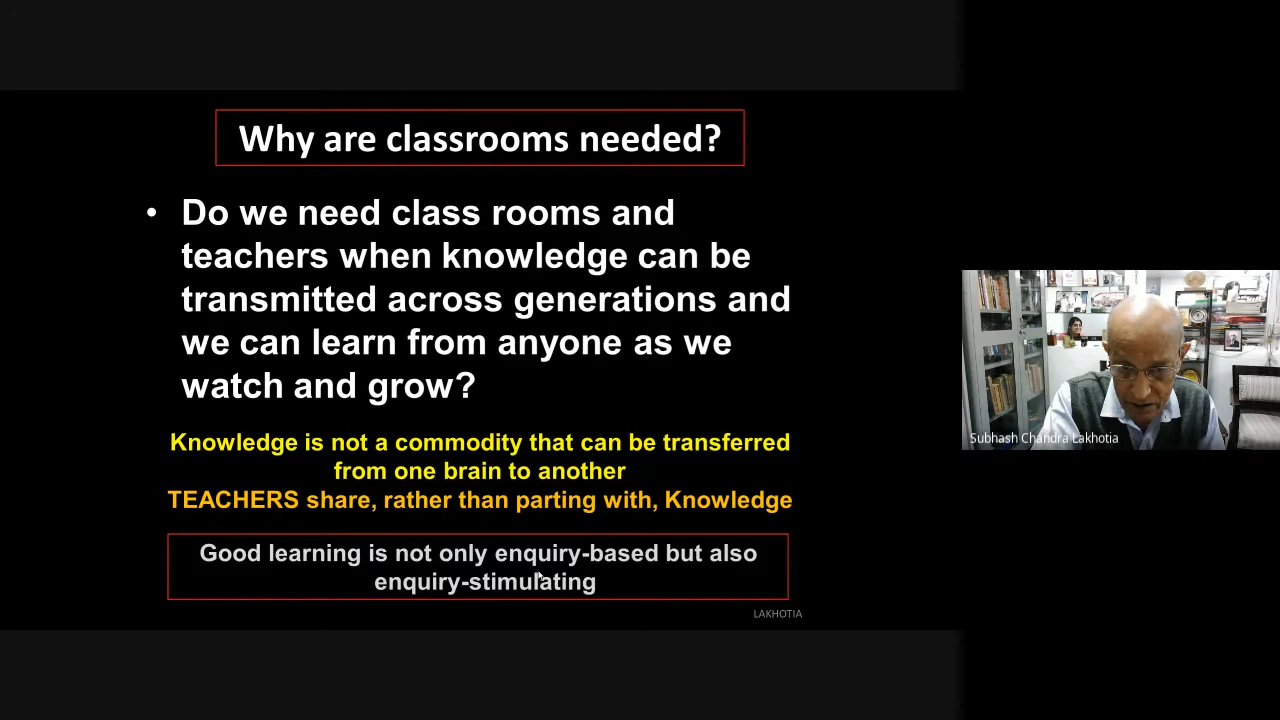 Why are classrooms needed?
• Do we need class rooms and
teachers when knowledge can be
transmitted across generations and
we can learn from anyone as we
watch and grow?
Knowledge is not a commodity that can be transferred
from one brain to another
TEACHERS share, rather than parting with, Knowledge
Good learning is not only enquiry-based but also
enquiry-stimulating
LAKHOTIA
Subhash Chandra Lakhotia